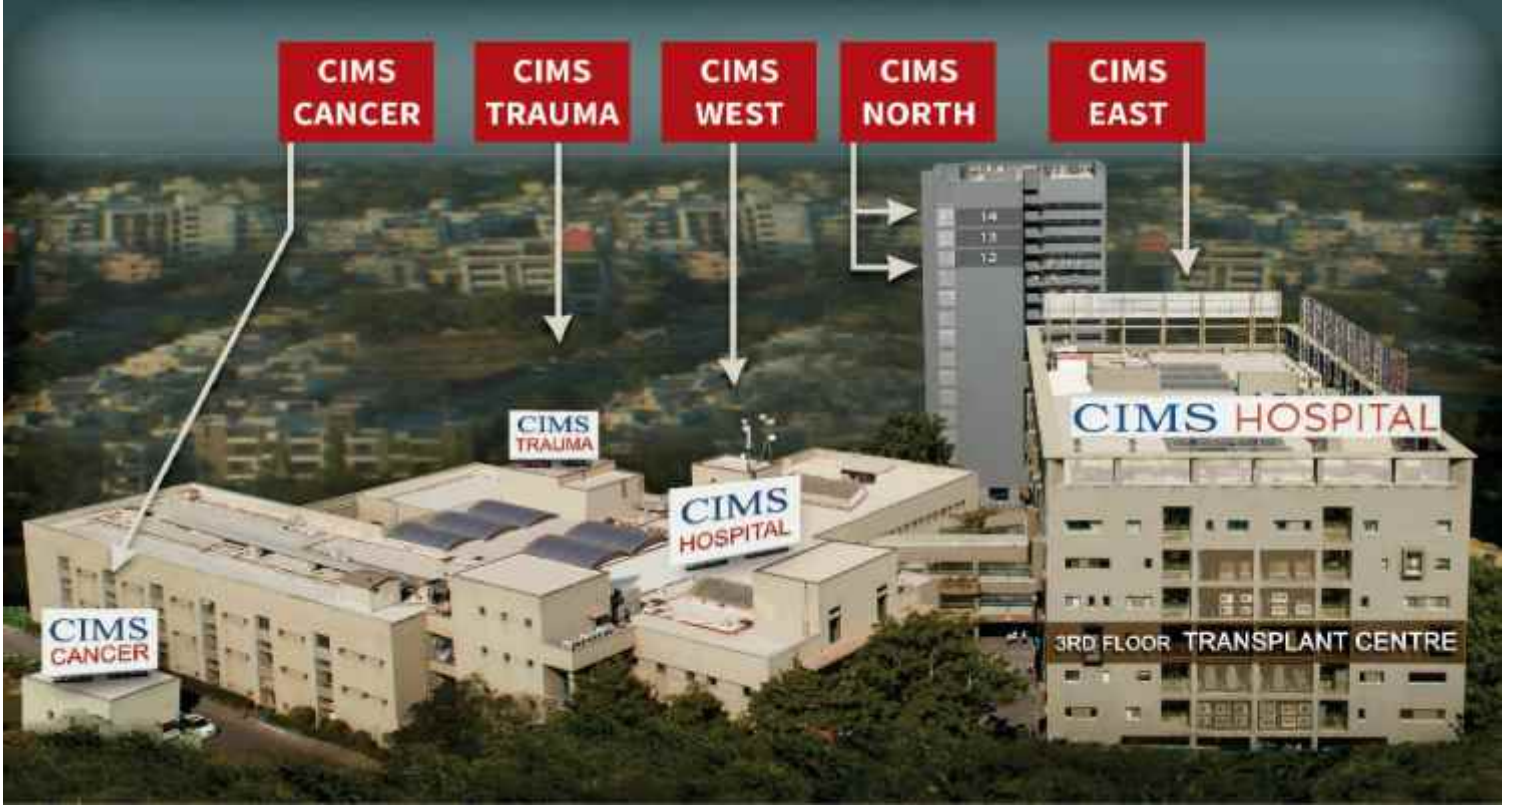 CIMS
CANCER
CIMS
TRAUMA
CIMS
WEST
CIMS
NORTH
CIMS
EAST
14
13
12
CIMS
TRAUMA
CIMS HOSPITAL
CIMS
HOSPITAL
CIMS
CANCER
3RD FLOOR TRANSPLANT CENTRE